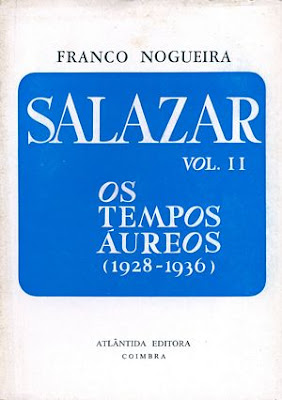 FRANCO NOGUEIRA
SALAZAR
VOL. II
OS
TEMPOS
ÁUREOS
(1928-1936)
ATLÂNTIDA EDITORA
COIMBRA